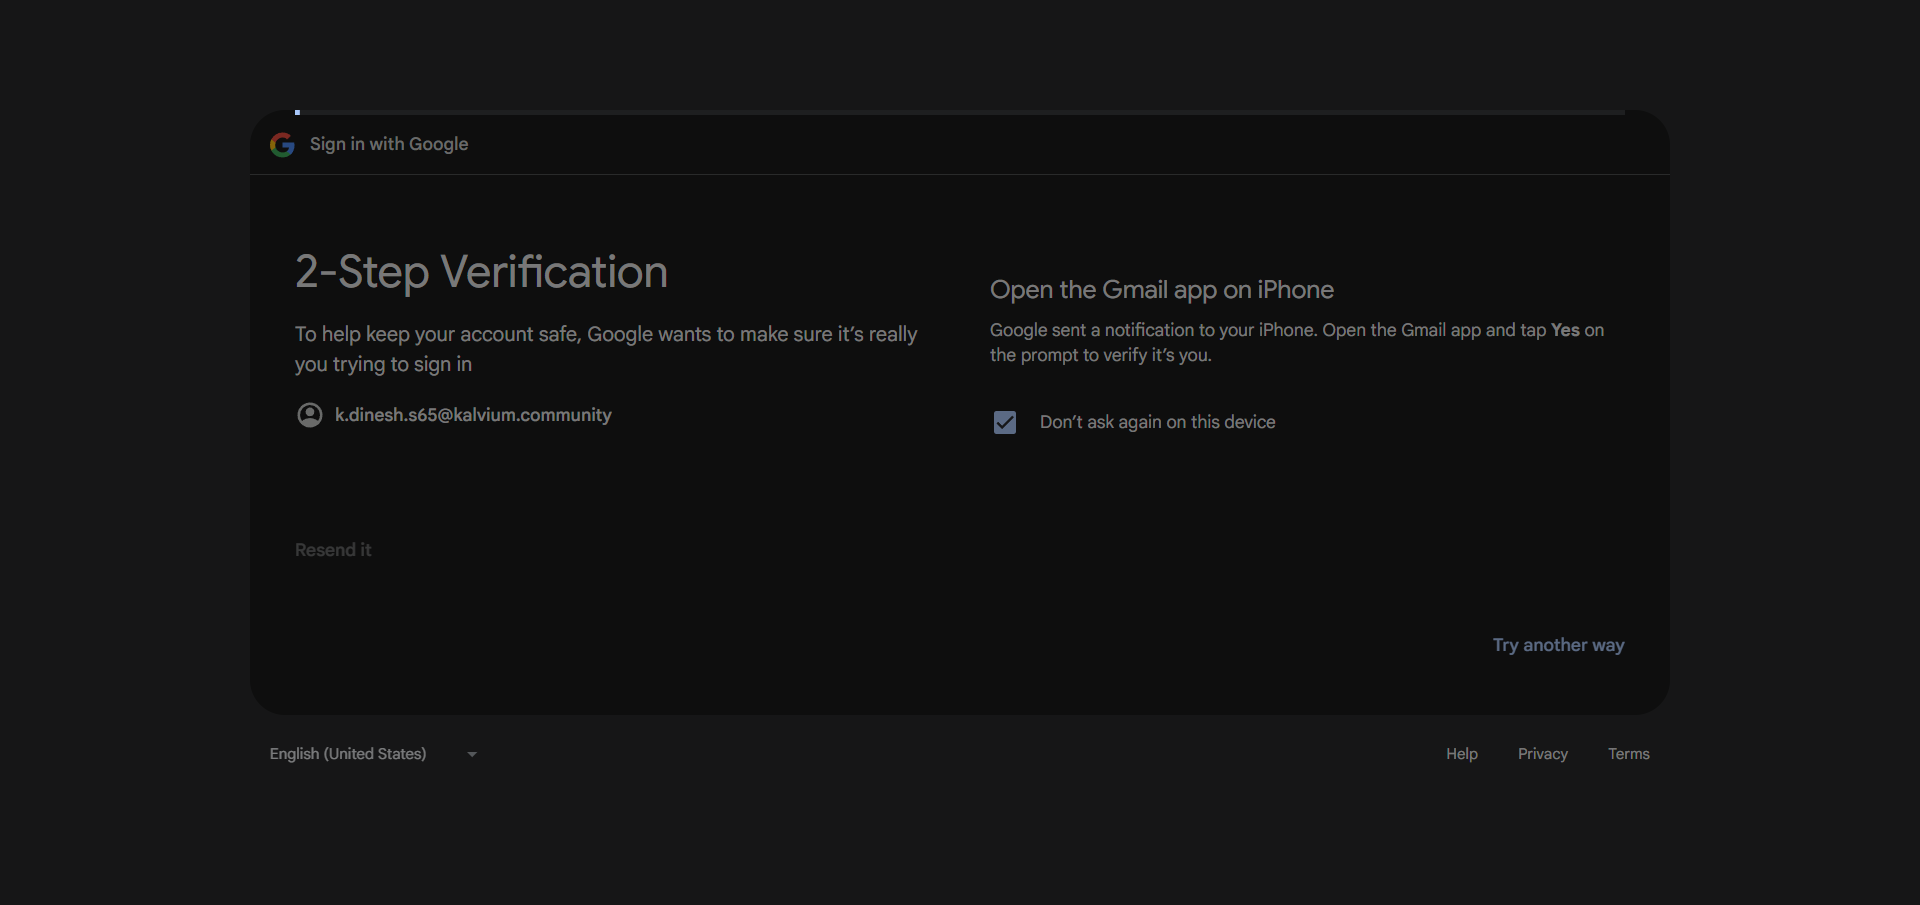 Sign in with Google
2-Step Verification
To help keep your account safe, Google wants to make sure it’s really
you trying to sign in
k.dinesh.s65@kalvium.community
Resend it
Open the Gmail app on iPhone
Google sent a notification to your iPhone. Open the Gmail app and tap Yes on
the prompt to verify it’s you.
Don’t ask again on this device
Try another way
English (United States)
Help
Privacy
Terms